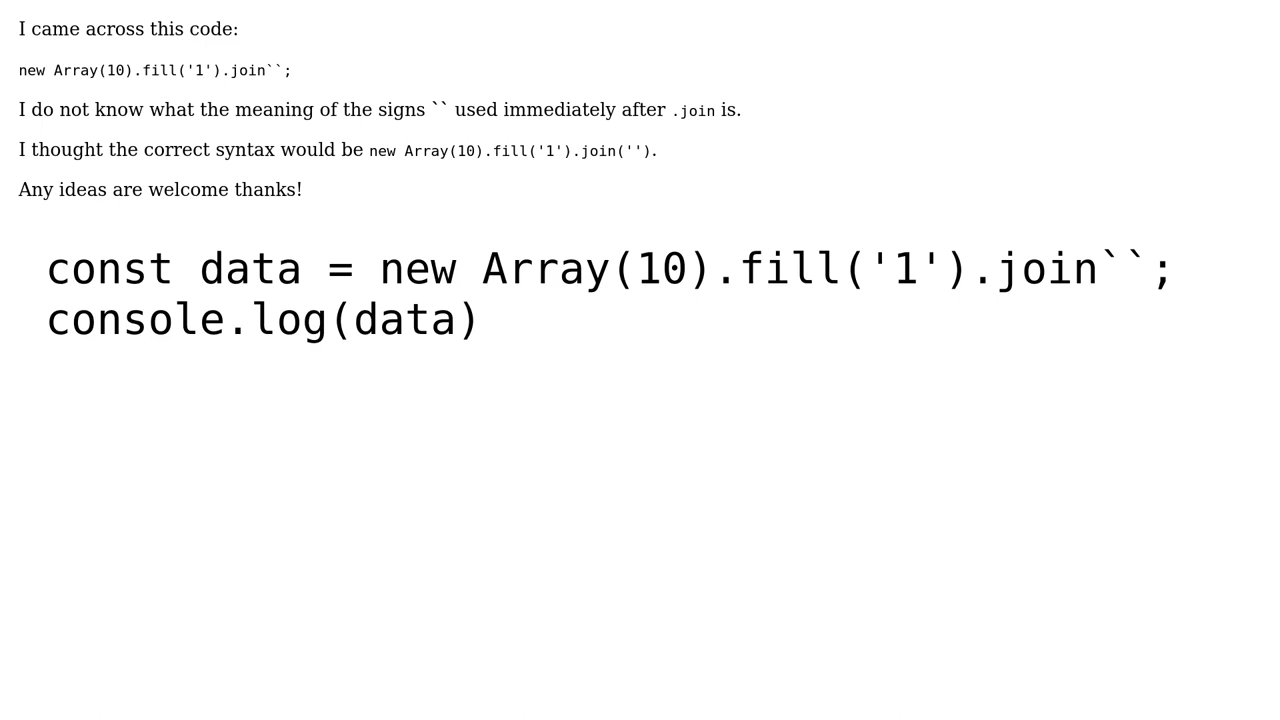 I came across this code:
new Array(10).fill('1').join``;
I do not know what the meaning of the signs `` used immediately after .join is.
I thought the correct syntax would be new Array(10).fill('1').join('').
Any ideas are welcome thanks!
const data = new Array(10).fill('1').join``;
console.log(data)